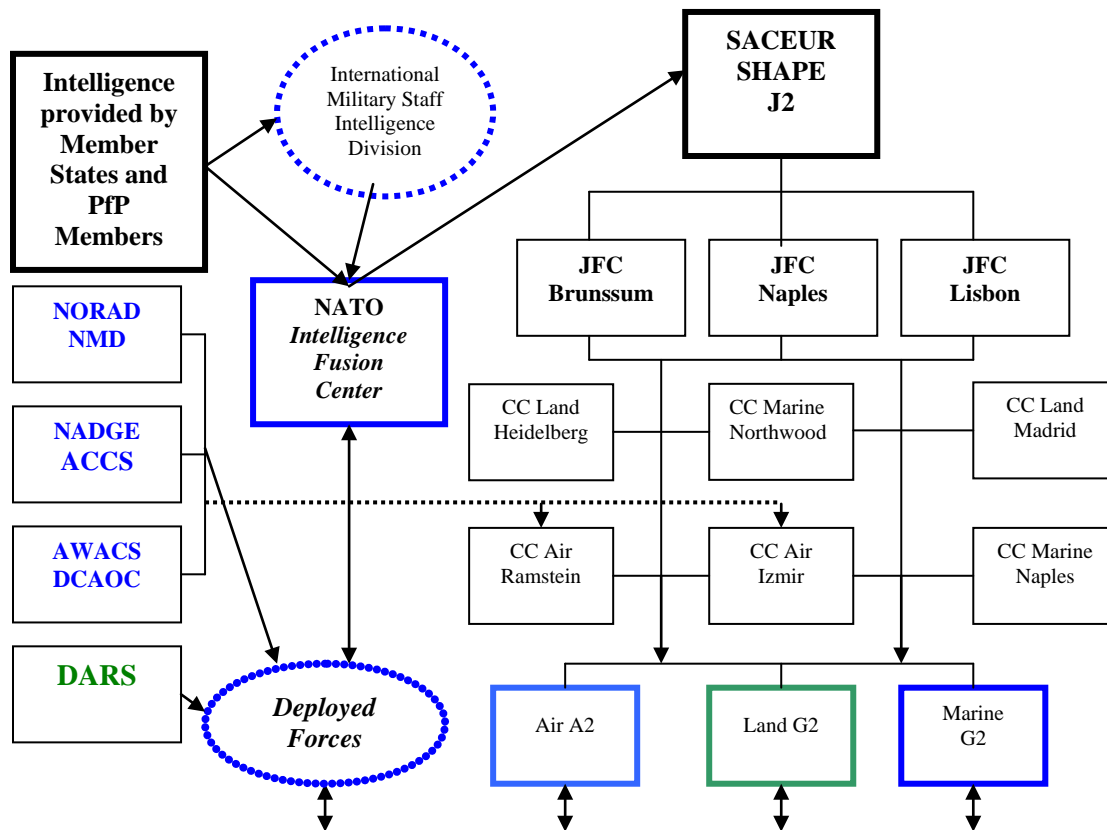 Intelligence
provided by
Member
States and
PfP
Members
International
Military Staff
Intelligence
Division
SACEUR
SHAPE
J2
JFC
Brunssum
JFC
Naples
JFC
Lisbon
NORAD
NMD
NATO
Intelligence
Fusion
Center
CC Land
Heidelberg
CC Marine
Northwood
CC Land
Madrid
NADGE
ACCS
AWACS
DCAOC
CC Air
Ramstein
CC Air
Izmir
CC Marine
Naples
DARS
Deployed
Forces
Air A2
Land G2
Marine
G2